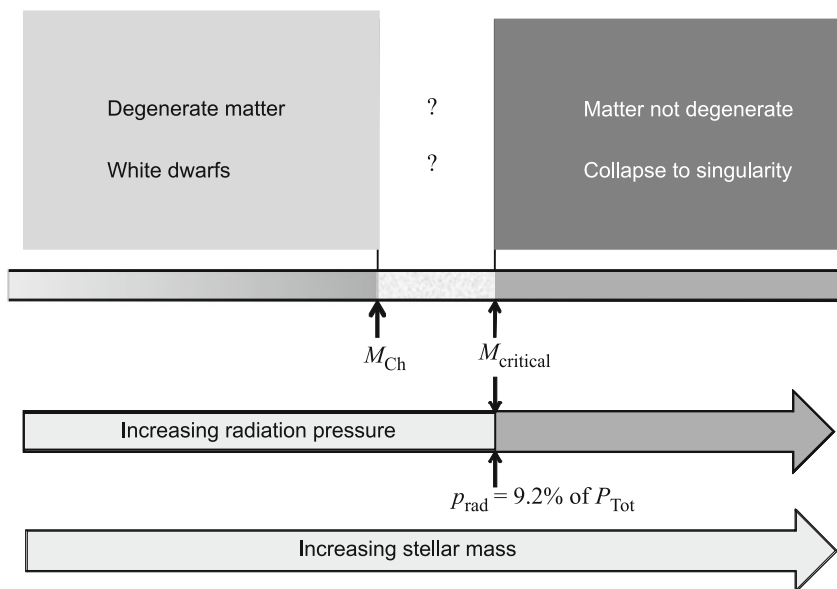 Degenerate matter
?
Matter not degenerate
White dwarfs
?
Collapse to singularity
M_Ch
M_critical
Increasing radiation pressure
p_rad = 9.2% of P_Tot
Increasing stellar mass